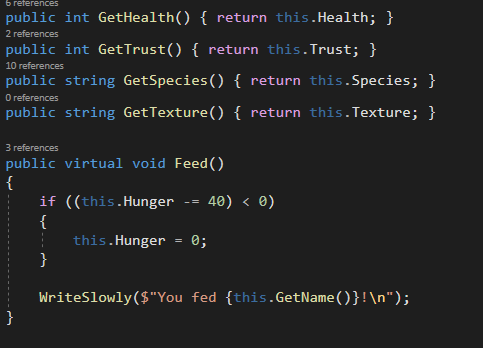 6 references
public int GetHealth() { return this.Health; }
2 references
public int GetTrust() { return this.Trust; }
10 references
public string GetSpecies() { return this.Species; }
0 references
public string GetTexture() { return this.Texture; }
3 references
public virtual void Feed()
{
if ((this.Hunger -= 40) < 0)
{
this.Hunger = 0;
}
WriteSlowly($"You fed {this.GetName()}!\n");
}